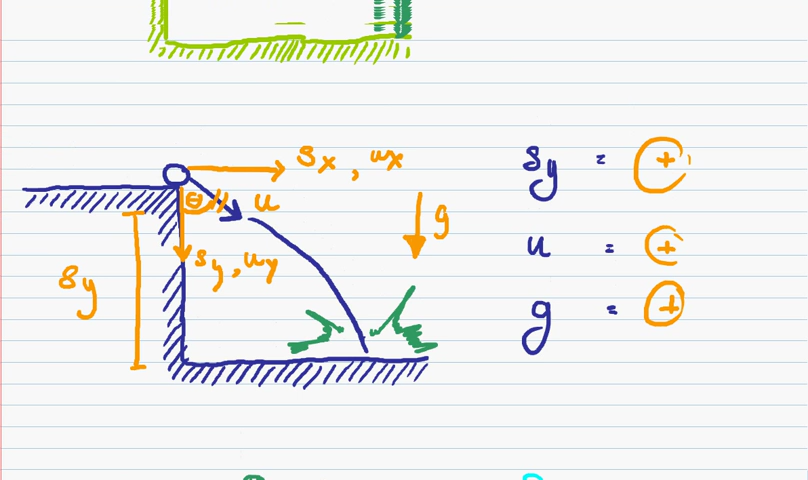 Sx , ux
Sy = +
θ
u
g
Sy , uy
u = +
Sy
g = +